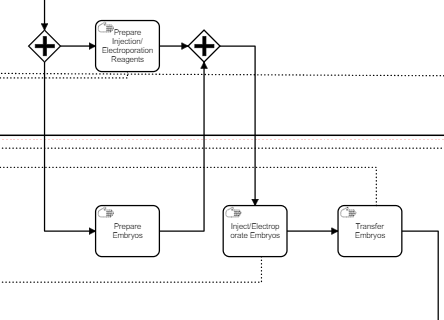 Prepare
Injection/
Electroporation
Reagents
Prepare
Embryos
Inject/Electrop
orate Embryos
Transfer
Embryos